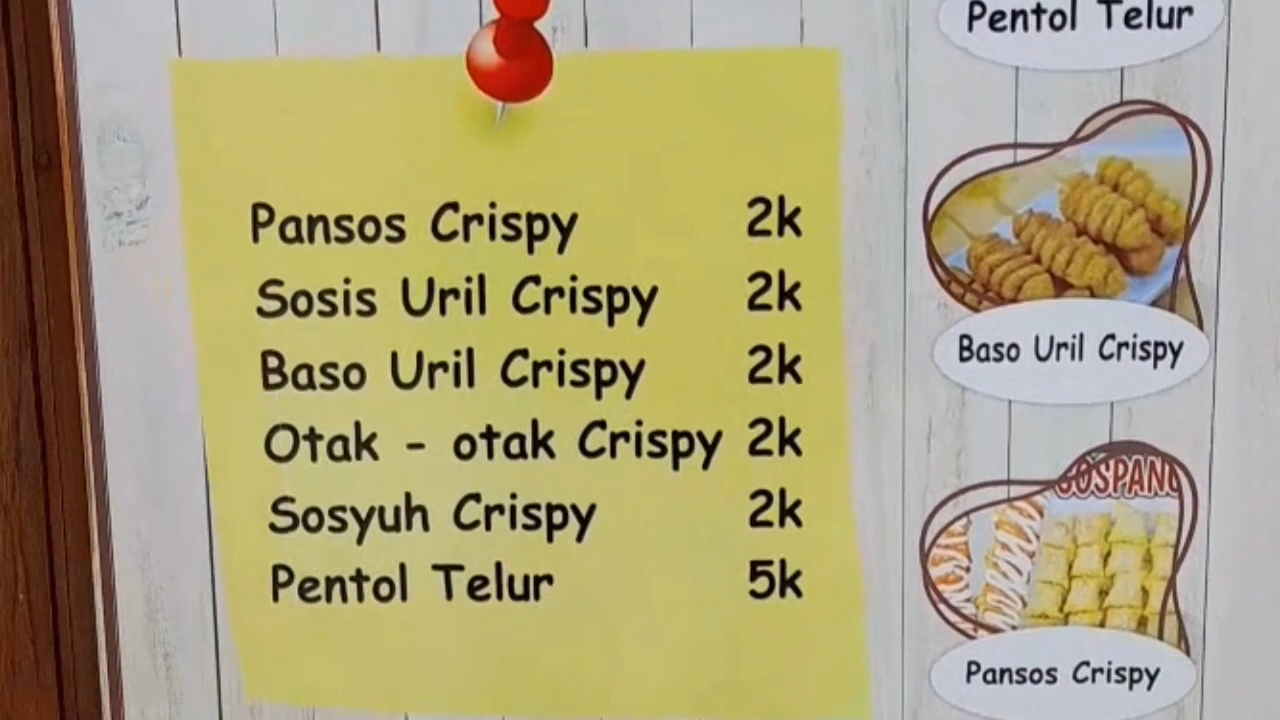 Pansos Crispy 2k
Sosis Uril Crispy 2k
Baso Uril Crispy 2k
Otak - otak Crispy 2k
Sosyuh Crispy 2k
Pentol Telur 5k
Pentol Telur
Baso Uril Crispy
Pansos Crispy